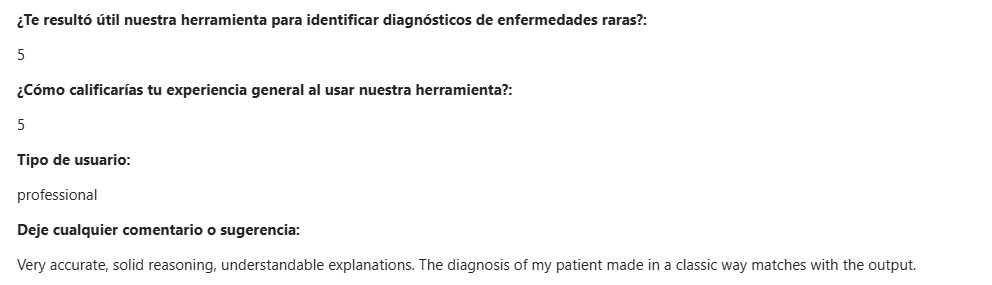 ¿Te resultó útil nuestra herramienta para identificar diagnósticos de enfermedades raras?:
5
¿Cómo calificarías tu experiencia general al usar nuestra herramienta?:
5
Tipo de usuario:
professional
Deje cualquier comentario o sugerencia:
Very accurate, solid reasoning, understandable explanations. The diagnosis of my patient made in a classic way matches with the output.